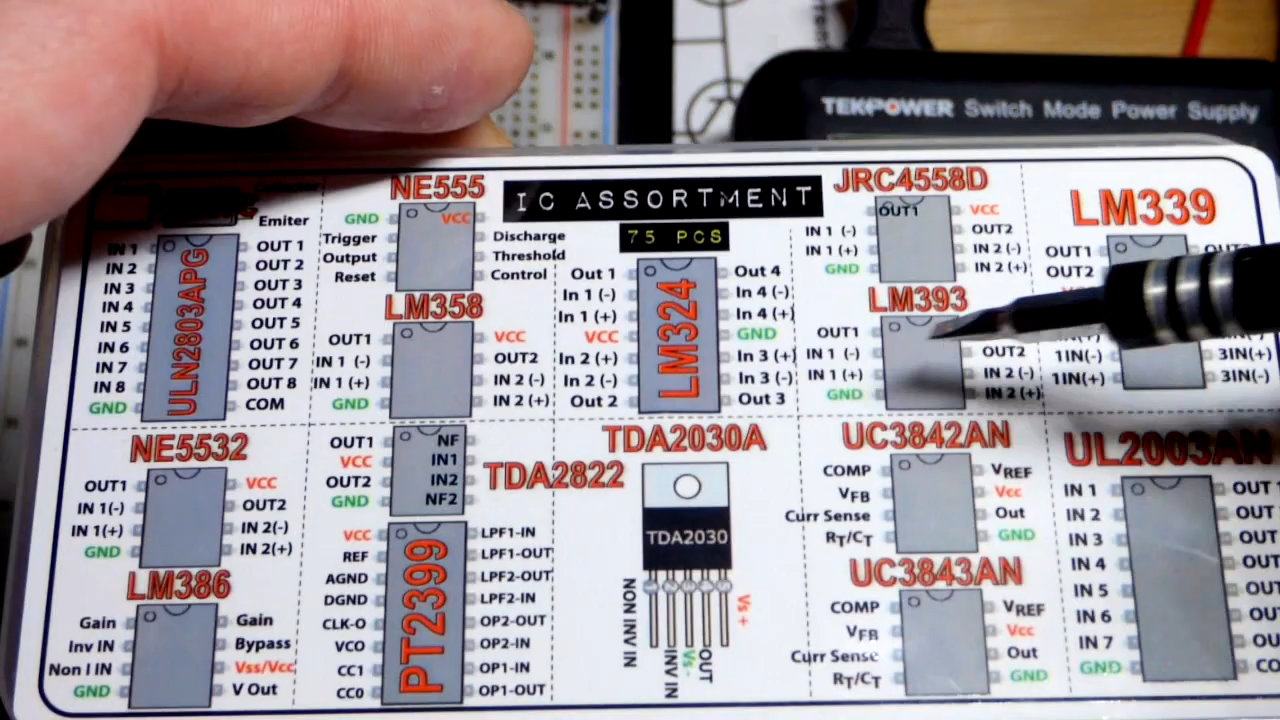 TEKPOWER Switch Mode Power Supply
IC ASSORTMENT
75 PCS
Emiter
IN 1
IN 2
IN 3
IN 4
IN 5
IN 6
IN 7
IN 8
GND
ULN2803APG
OUT 1
OUT 2
OUT 3
OUT 4
OUT 5
OUT 6
OUT 7
OUT 8
COM
NE555
GND
Trigger
Output
Reset
VCC
Discharge
Threshold
Control
LM358
OUT1
IN 1 (-)
IN 1 (+)
GND
VCC
OUT2
IN 2 (-)
IN 2 (+)
Out 1
In 1 (-)
In 1 (+)
VCC
In 2 (+)
In 2 (-)
Out 2
LM324
Out 4
In 4 (-)
In 4 (+)
GND
In 3 (+)
In 3 (-)
Out 3
JRC4558D
OUT1
IN 1 (-)
IN 1 (+)
GND
VCC
OUT2
IN 2 (-)
IN 2 (+)
LM393
OUT1
IN 1 (-)
IN 1 (+)
GND
OUT2
IN 2 (-)
IN 2 (+)
LM339
OUT1
OUT2
1IN(-)
1IN(+)
3IN(+)
3IN(-)
NE5532
OUT1
IN 1(-)
IN 1(+)
GND
VCC
OUT2
IN 2(-)
IN 2(+)
LM386
Gain
Inv IN
Non I IN
GND
Gain
Bypass
Vss/Vcc
V Out
OUT1
VCC
OUT2
GND
NF
IN1
IN2
NF2
TDA2822
VCC
REF
AGND
DGND
CLK-O
VCO
CC1
CC0
PT2399
LPF1-IN
LPF1-OUT
LPF2-OUT
LPF2-IN
OP2-OUT
OP2-IN
OP1-IN
OP1-OUT
TDA2030A
TDA2030
NON INV IN
INV IN
Vs-
OUT
Vs+
UC3842AN
COMP
VFB
Curr Sense
RT/CT
VREF
Vcc
Out
GND
UC3843AN
COMP
VFB
Curr Sense
RT/CT
VREF
Vcc
Out
GND
UL2003AN
IN 1
IN 2
IN 3
IN 4
IN 5
IN 6
IN 7
GND
OUT
OUT
OUT